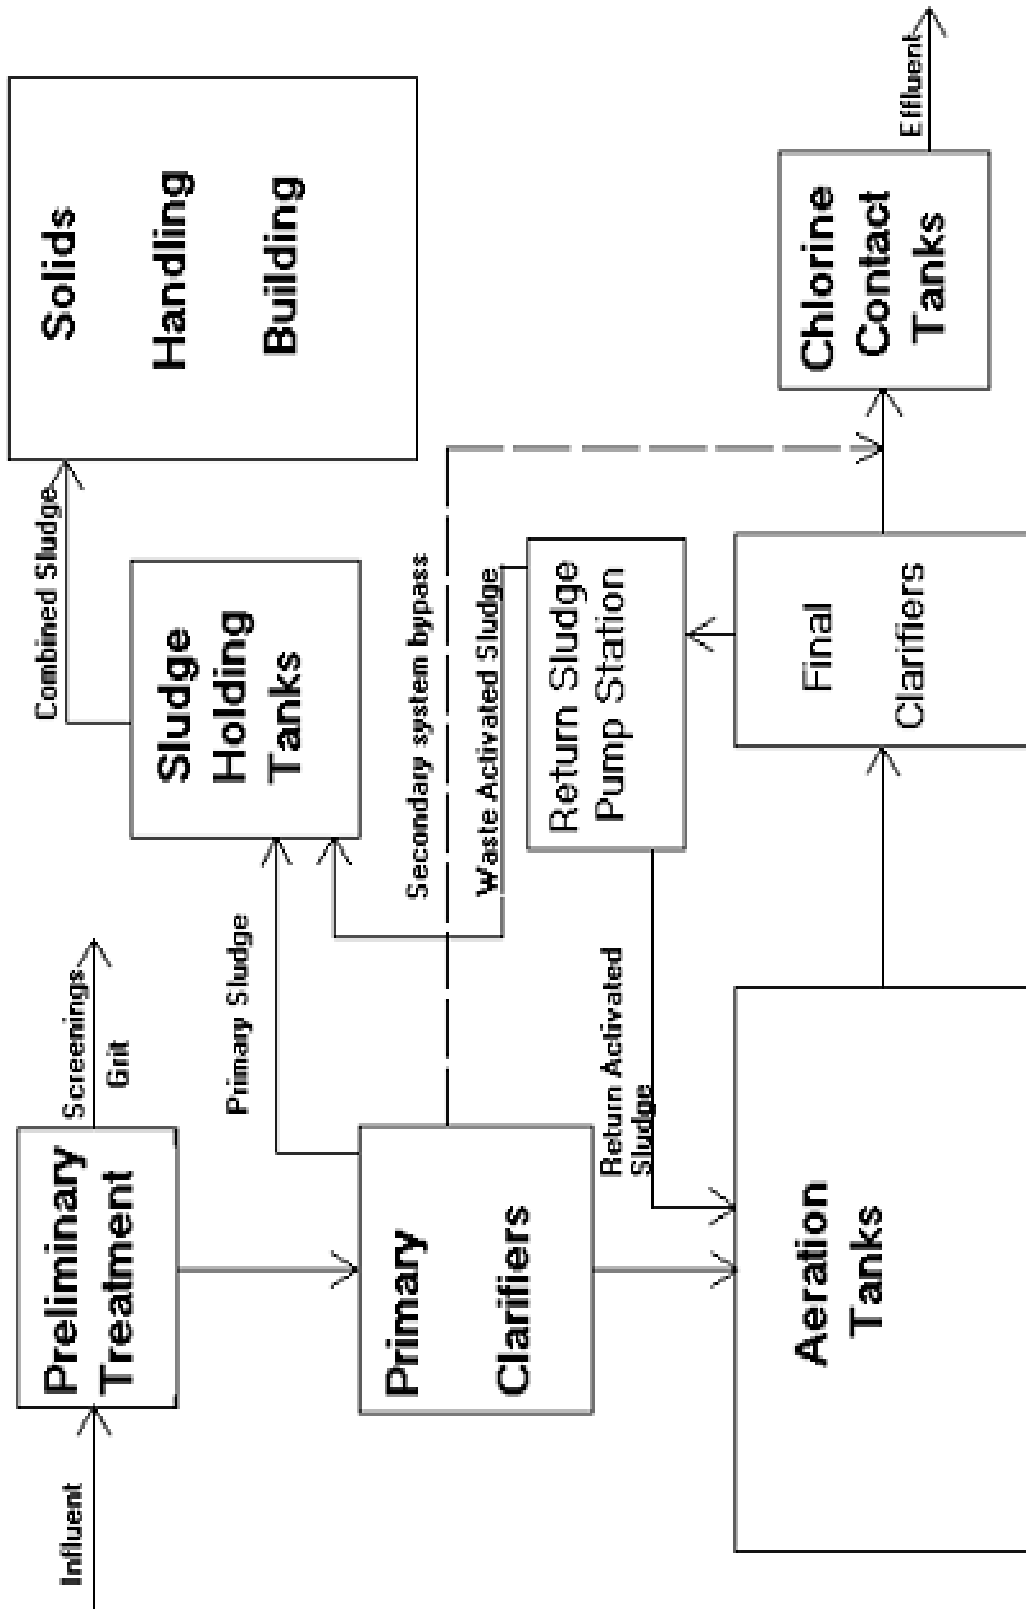 Influent
Preliminary
Treatment
Screenings
Grit
Primary
Clarifiers
Primary Sludge
Sludge
Holding
Tanks
Combined Sludge
Solids
Handling
Building
Secondary system bypass
Waste Activated Sludge
Return Sludge
Pump Station
Return Activated
Sludge
Aeration
Tanks
Final
Clarifiers
Chlorine
Contact
Tanks
Effluent